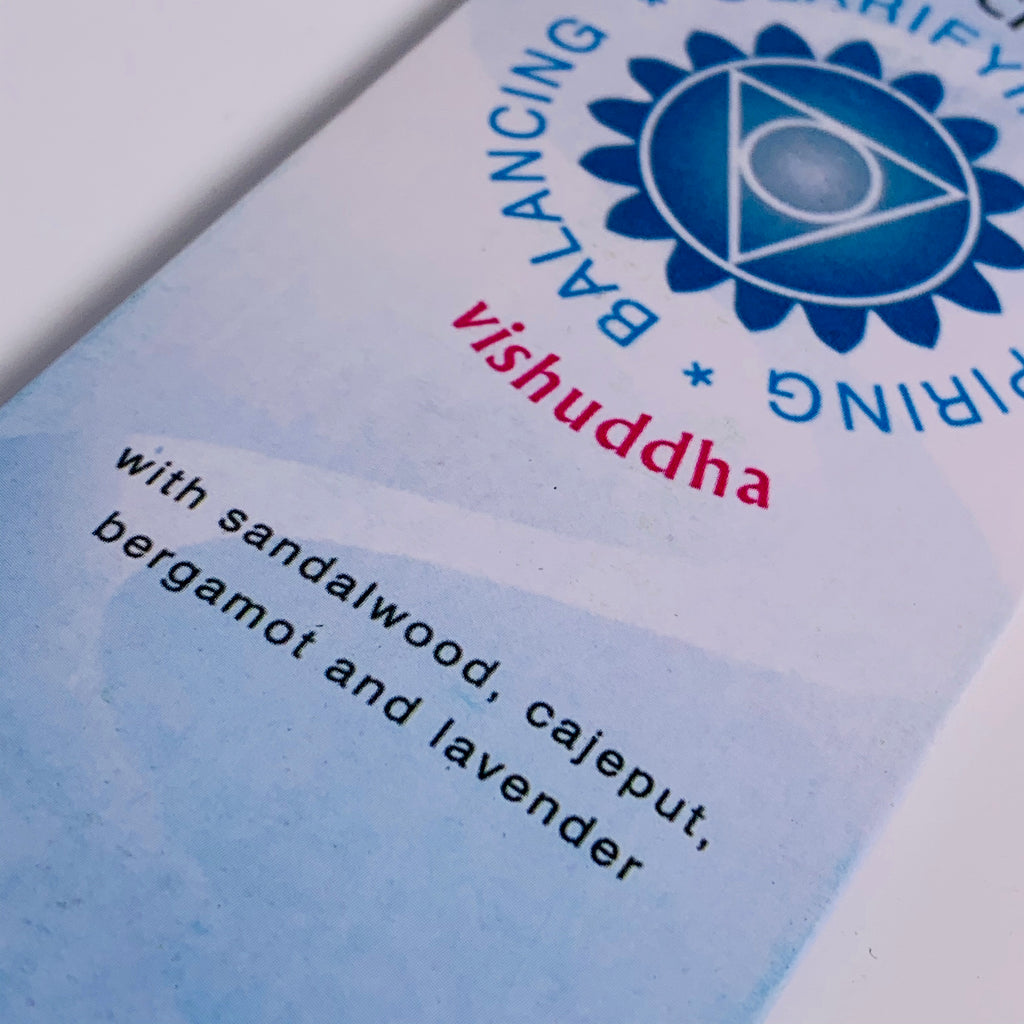 BALANCING *
vishuddha
with sandalwood, cajeput,
bergamot and lavender